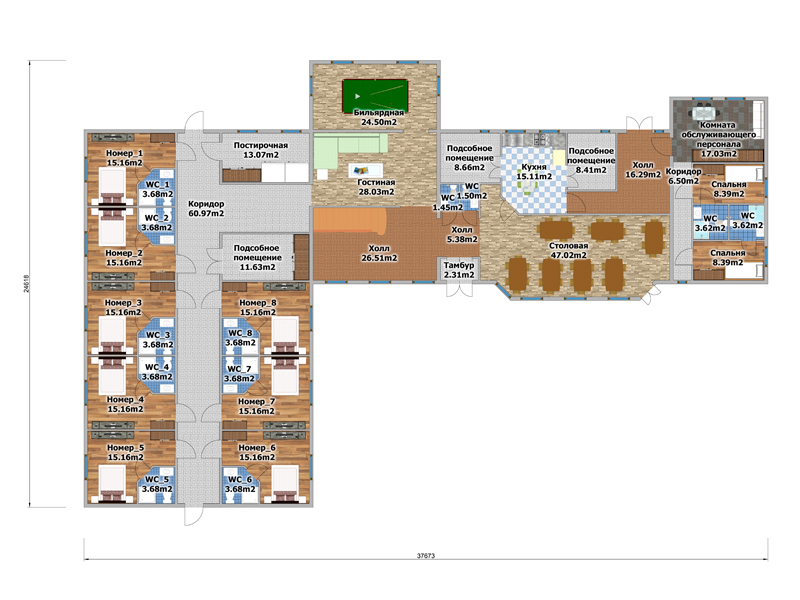 Бильярдная
24.50m2
Комната
обслуживающего
персонала
17.03m2
Номер_1
15.16m2
Постирочная
13.07m2
Подсобное
помещение
8.66m2
Кухня
15.11m2
Подсобное
помещение
8.41m2
Холл
16.29m2
Коридор
6.50m2
Спальня
8.39m2
WC_1
3.68m2
Гостиная
28.03m2
WC
1.45m2
WC
1.50m2
Коридор
60.97m2
WC_2
3.68m2
WC
3.62m2
WC
3.62m2
Номер_2
15.16m2
Подсобное
помещение
11.63m2
Холл
26.51m2
Холл
5.38m2
Тамбур
2.31m2
Столовая
47.02m2
Спальня
8.39m2
Номер_3
15.16m2
Номер_8
15.16m2
WC_3
3.68m2
WC_8
3.68m2
WC_4
3.68m2
WC_7
3.68m2
Номер_4
15.16m2
Номер_7
15.16m2
Номер_5
15.16m2
Номер_6
15.16m2
WC_5
3.68m2
WC_6
3.68m2
24618
37673